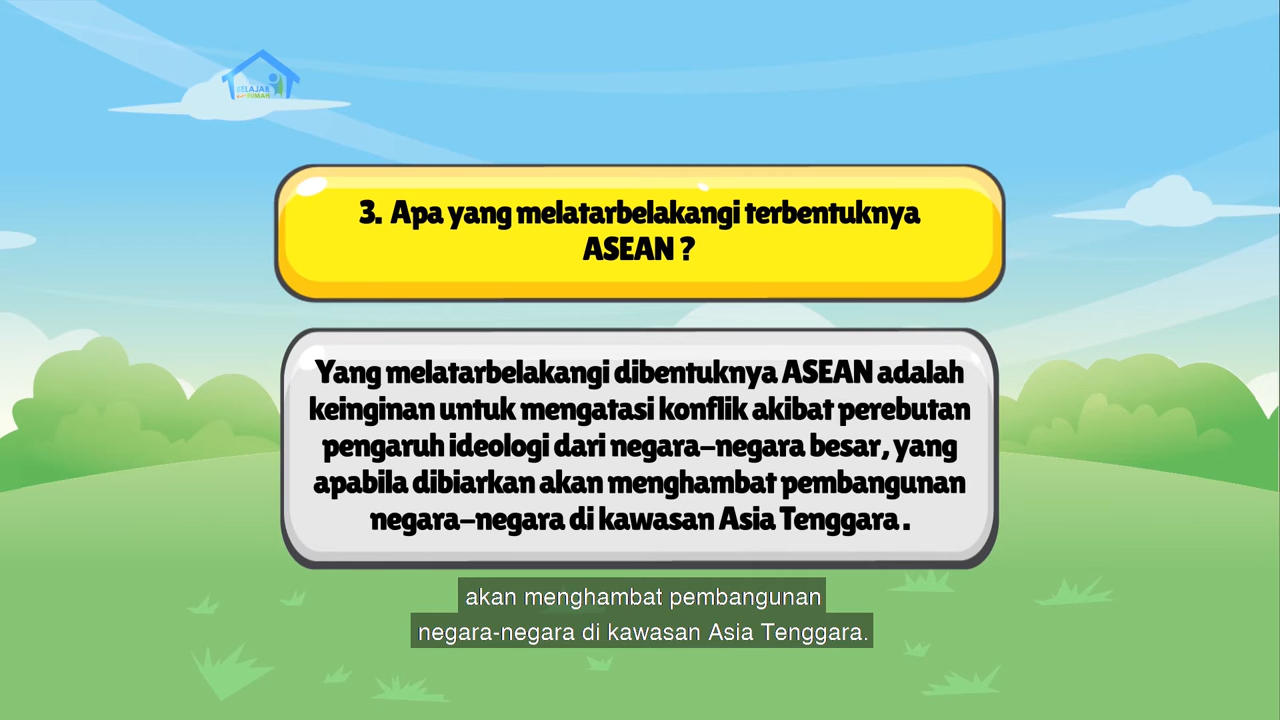 BELAJAR
RUMAH
3. Apa yang melatarbelakangi terbentuknya
ASEAN ?
Yang melatarbelakangi dibentuknya ASEAN adalah
keinginan untuk mengatasi konflik akibat perebutan
pengaruh ideologi dari negara-negara besar, yang
apabila dibiarkan akan menghambat pembangunan
negara-negara di kawasan Asia Tenggara.
akan menghambat pembangunan
negara-negara di kawasan Asia Tenggara.